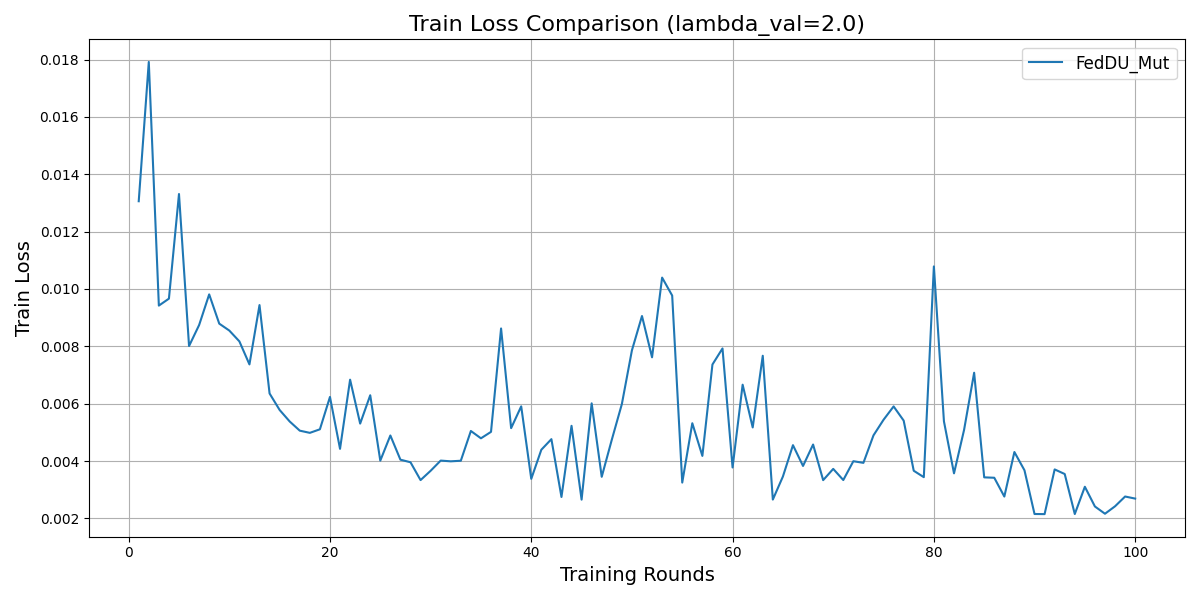 Train Loss Comparison (lambda_val=2.0)
FedDU_Mut
Train Loss
0.018
0.016
0.014
0.012
0.010
0.008
0.006
0.004
0.002
0 20 40 60 80 100
Training Rounds